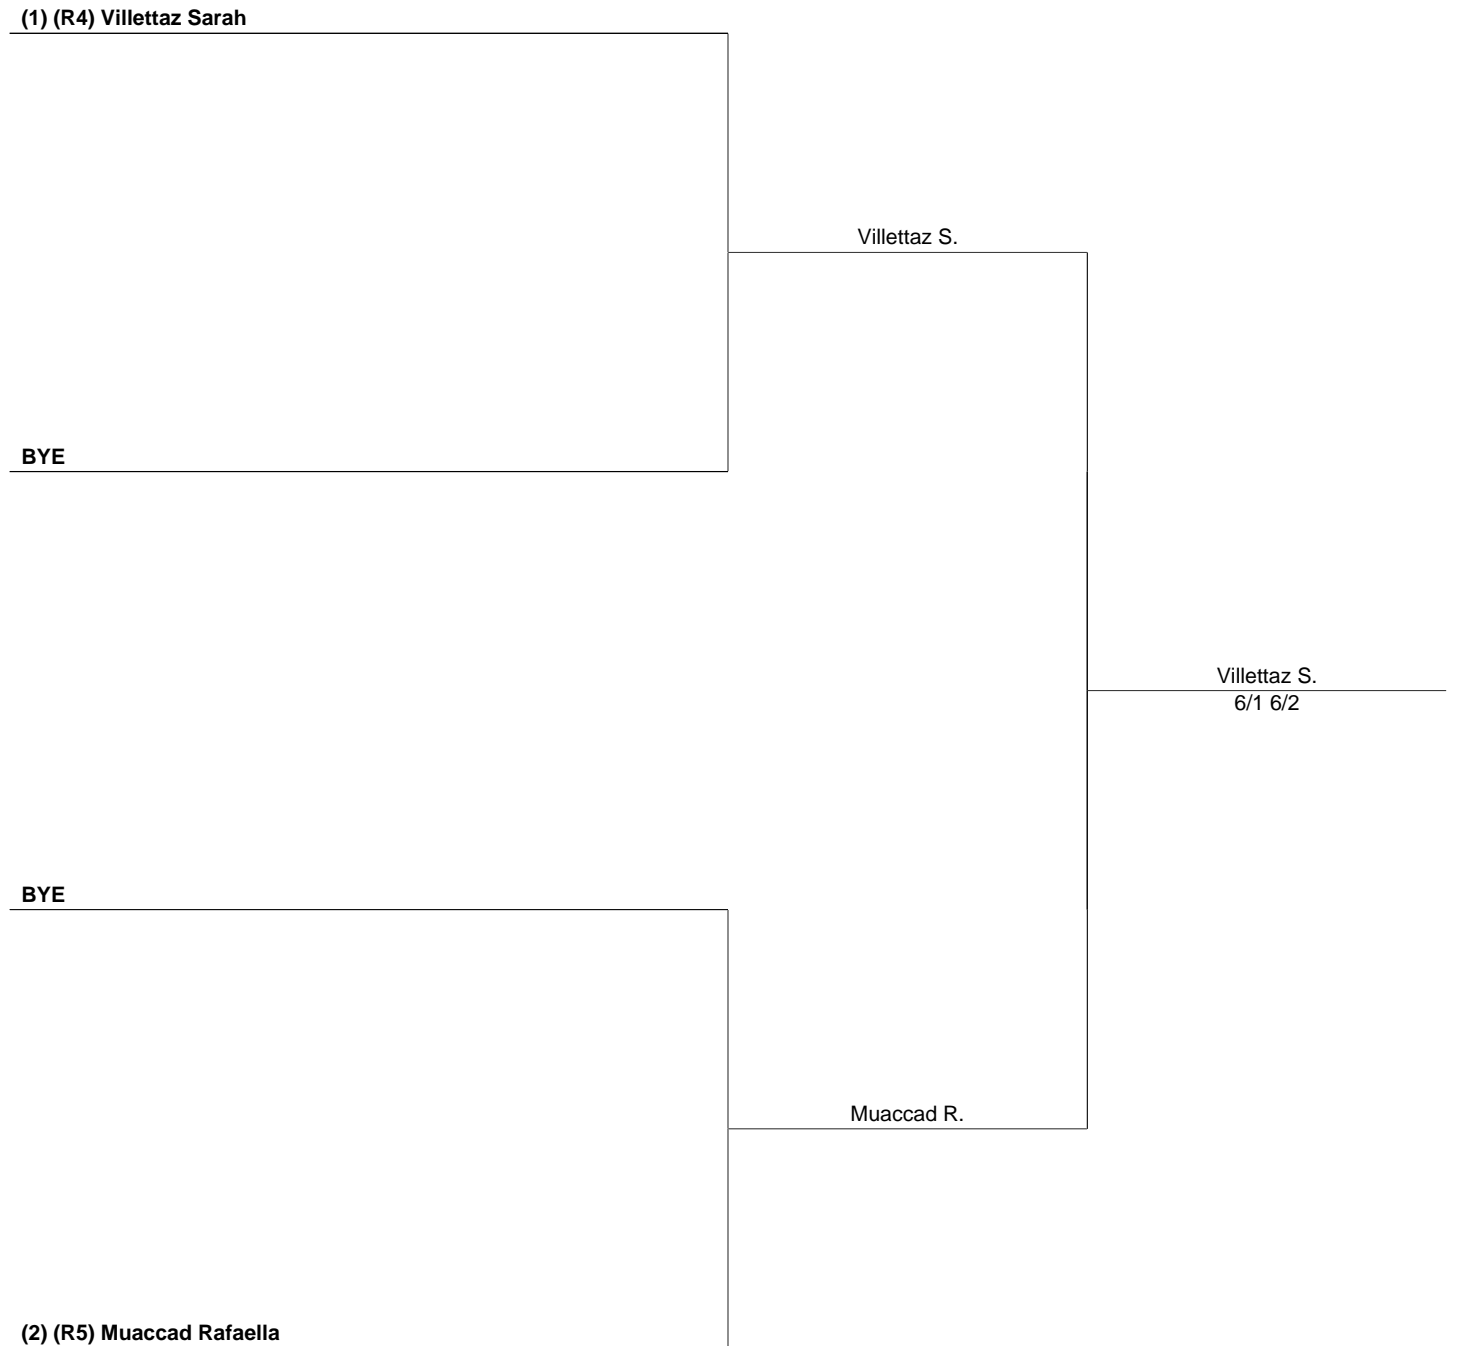 (1) (R4) Villettaz Sarah
Villettaz S.
BYE
Villettaz S.
6/1 6/2
BYE
Muaccad R.
(2) (R5) Muaccad Rafaella